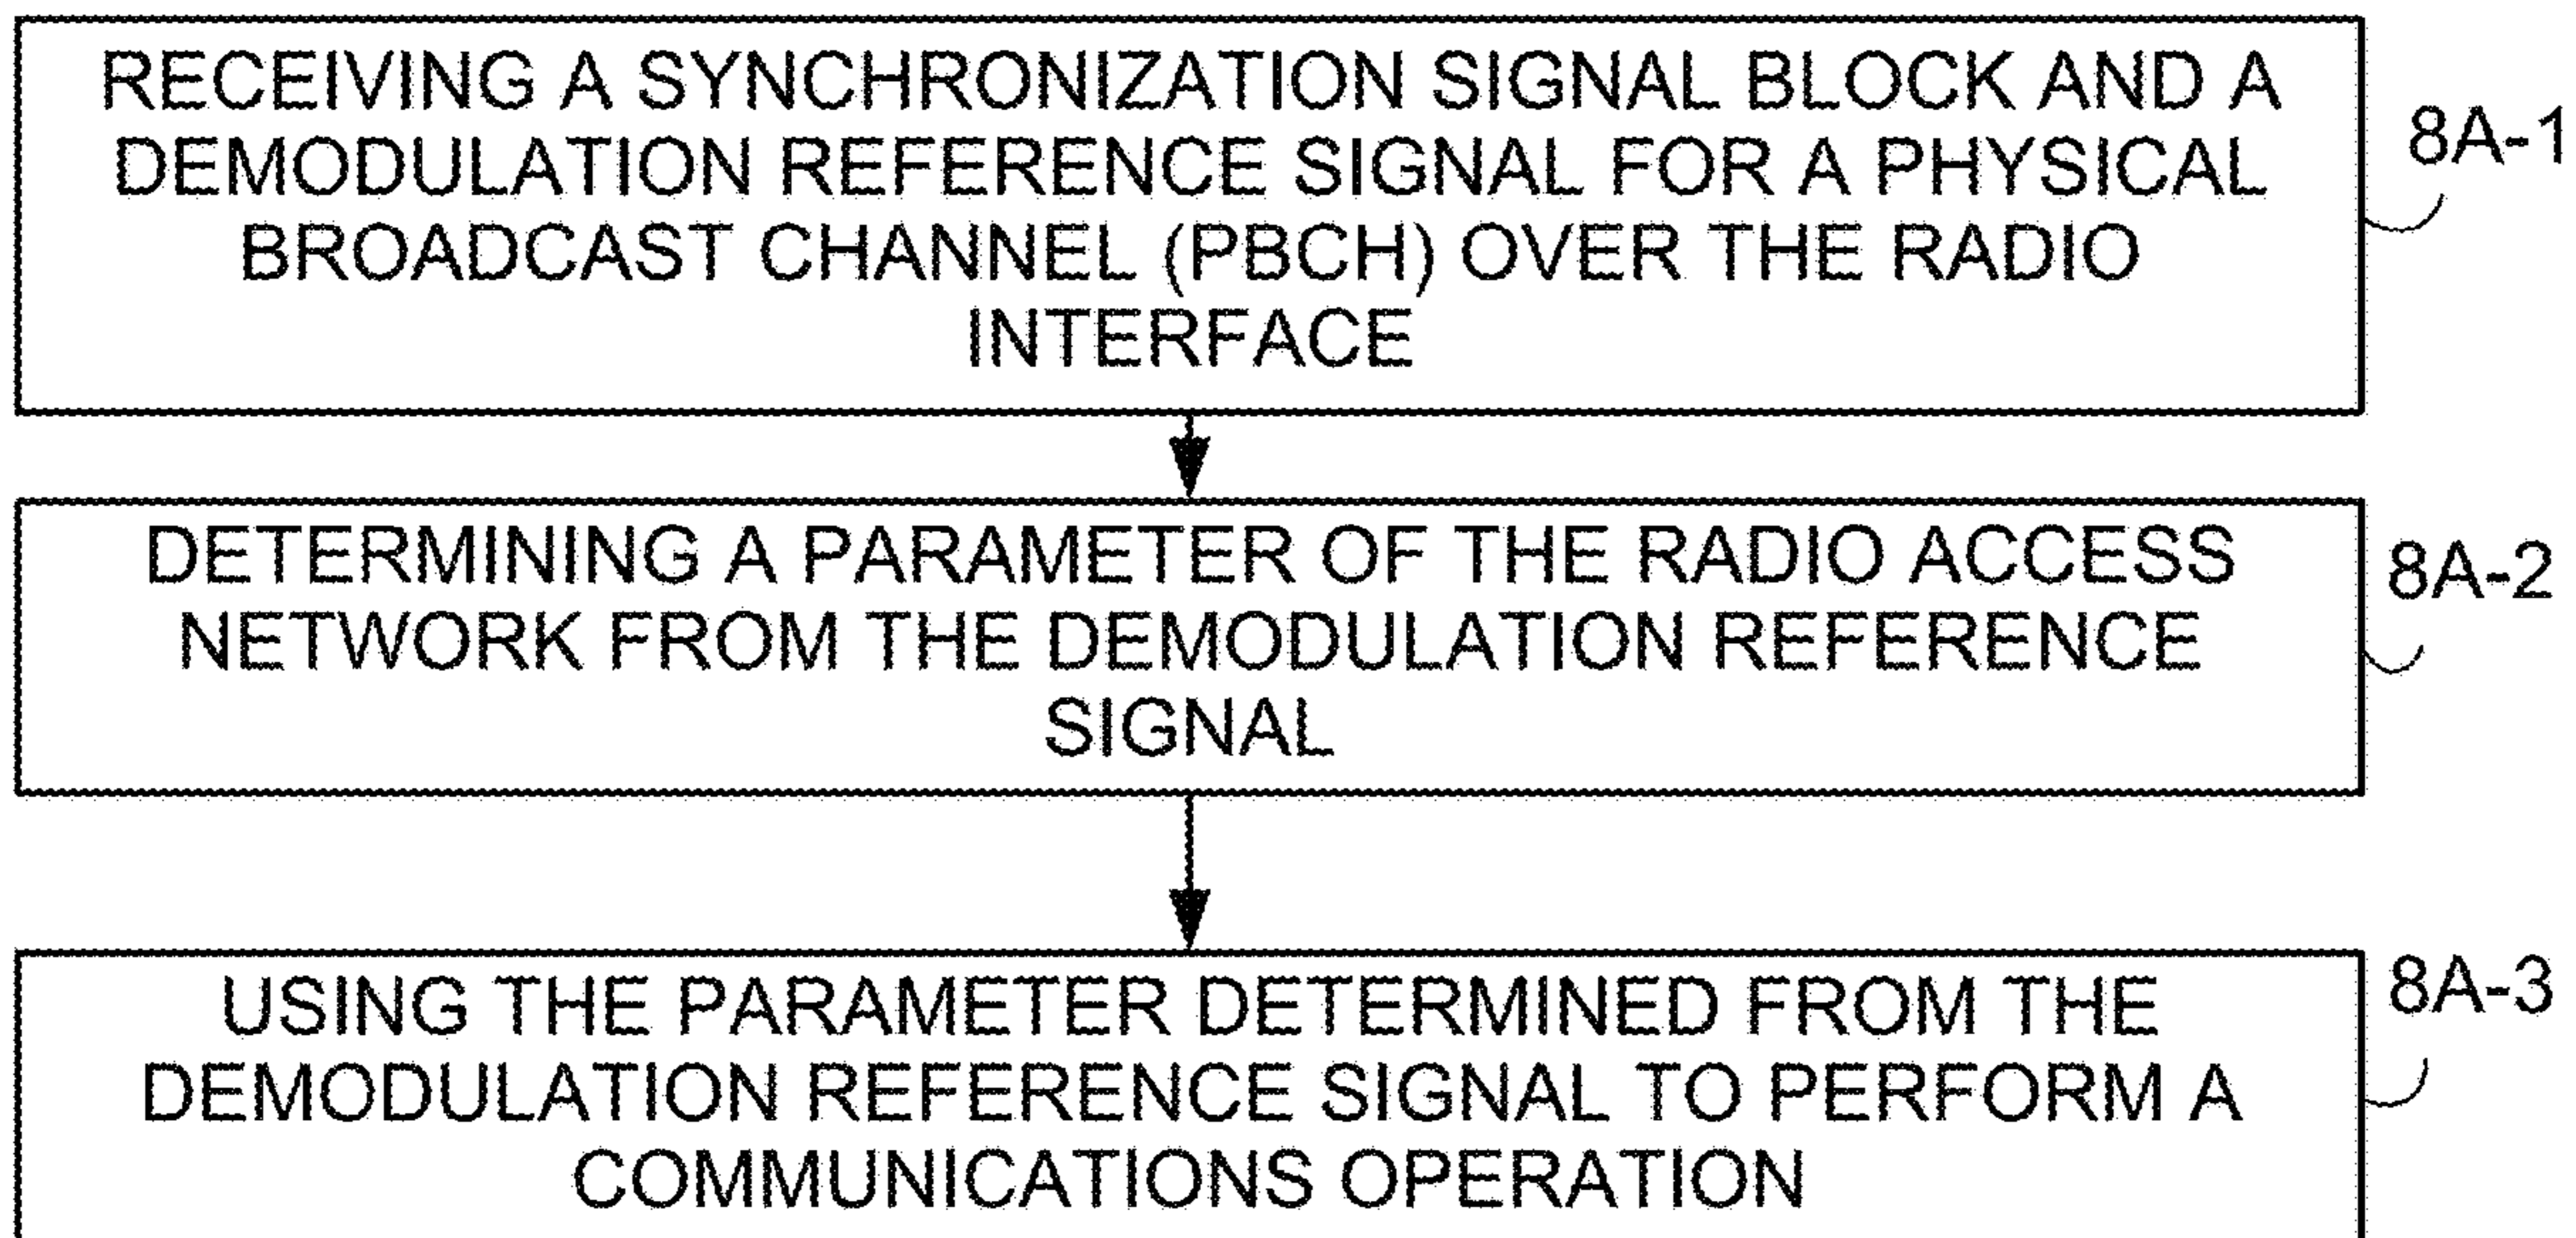 RECEIVING A SYNCHRONIZATION SIGNAL BLOCK AND A
DEMODULATION REFERENCE SIGNAL FOR A PHYSICAL
BROADCAST CHANNEL (PBCH) OVER THE RADIO
INTERFACE
8A-1
DETERMINING A PARAMETER OF THE RADIO ACCESS
NETWORK FROM THE DEMODULATION REFERENCE
SIGNAL
8A-2
USING THE PARAMETER DETERMINED FROM THE
DEMODULATION REFERENCE SIGNAL TO PERFORM A
COMMUNICATIONS OPERATION
8A-3